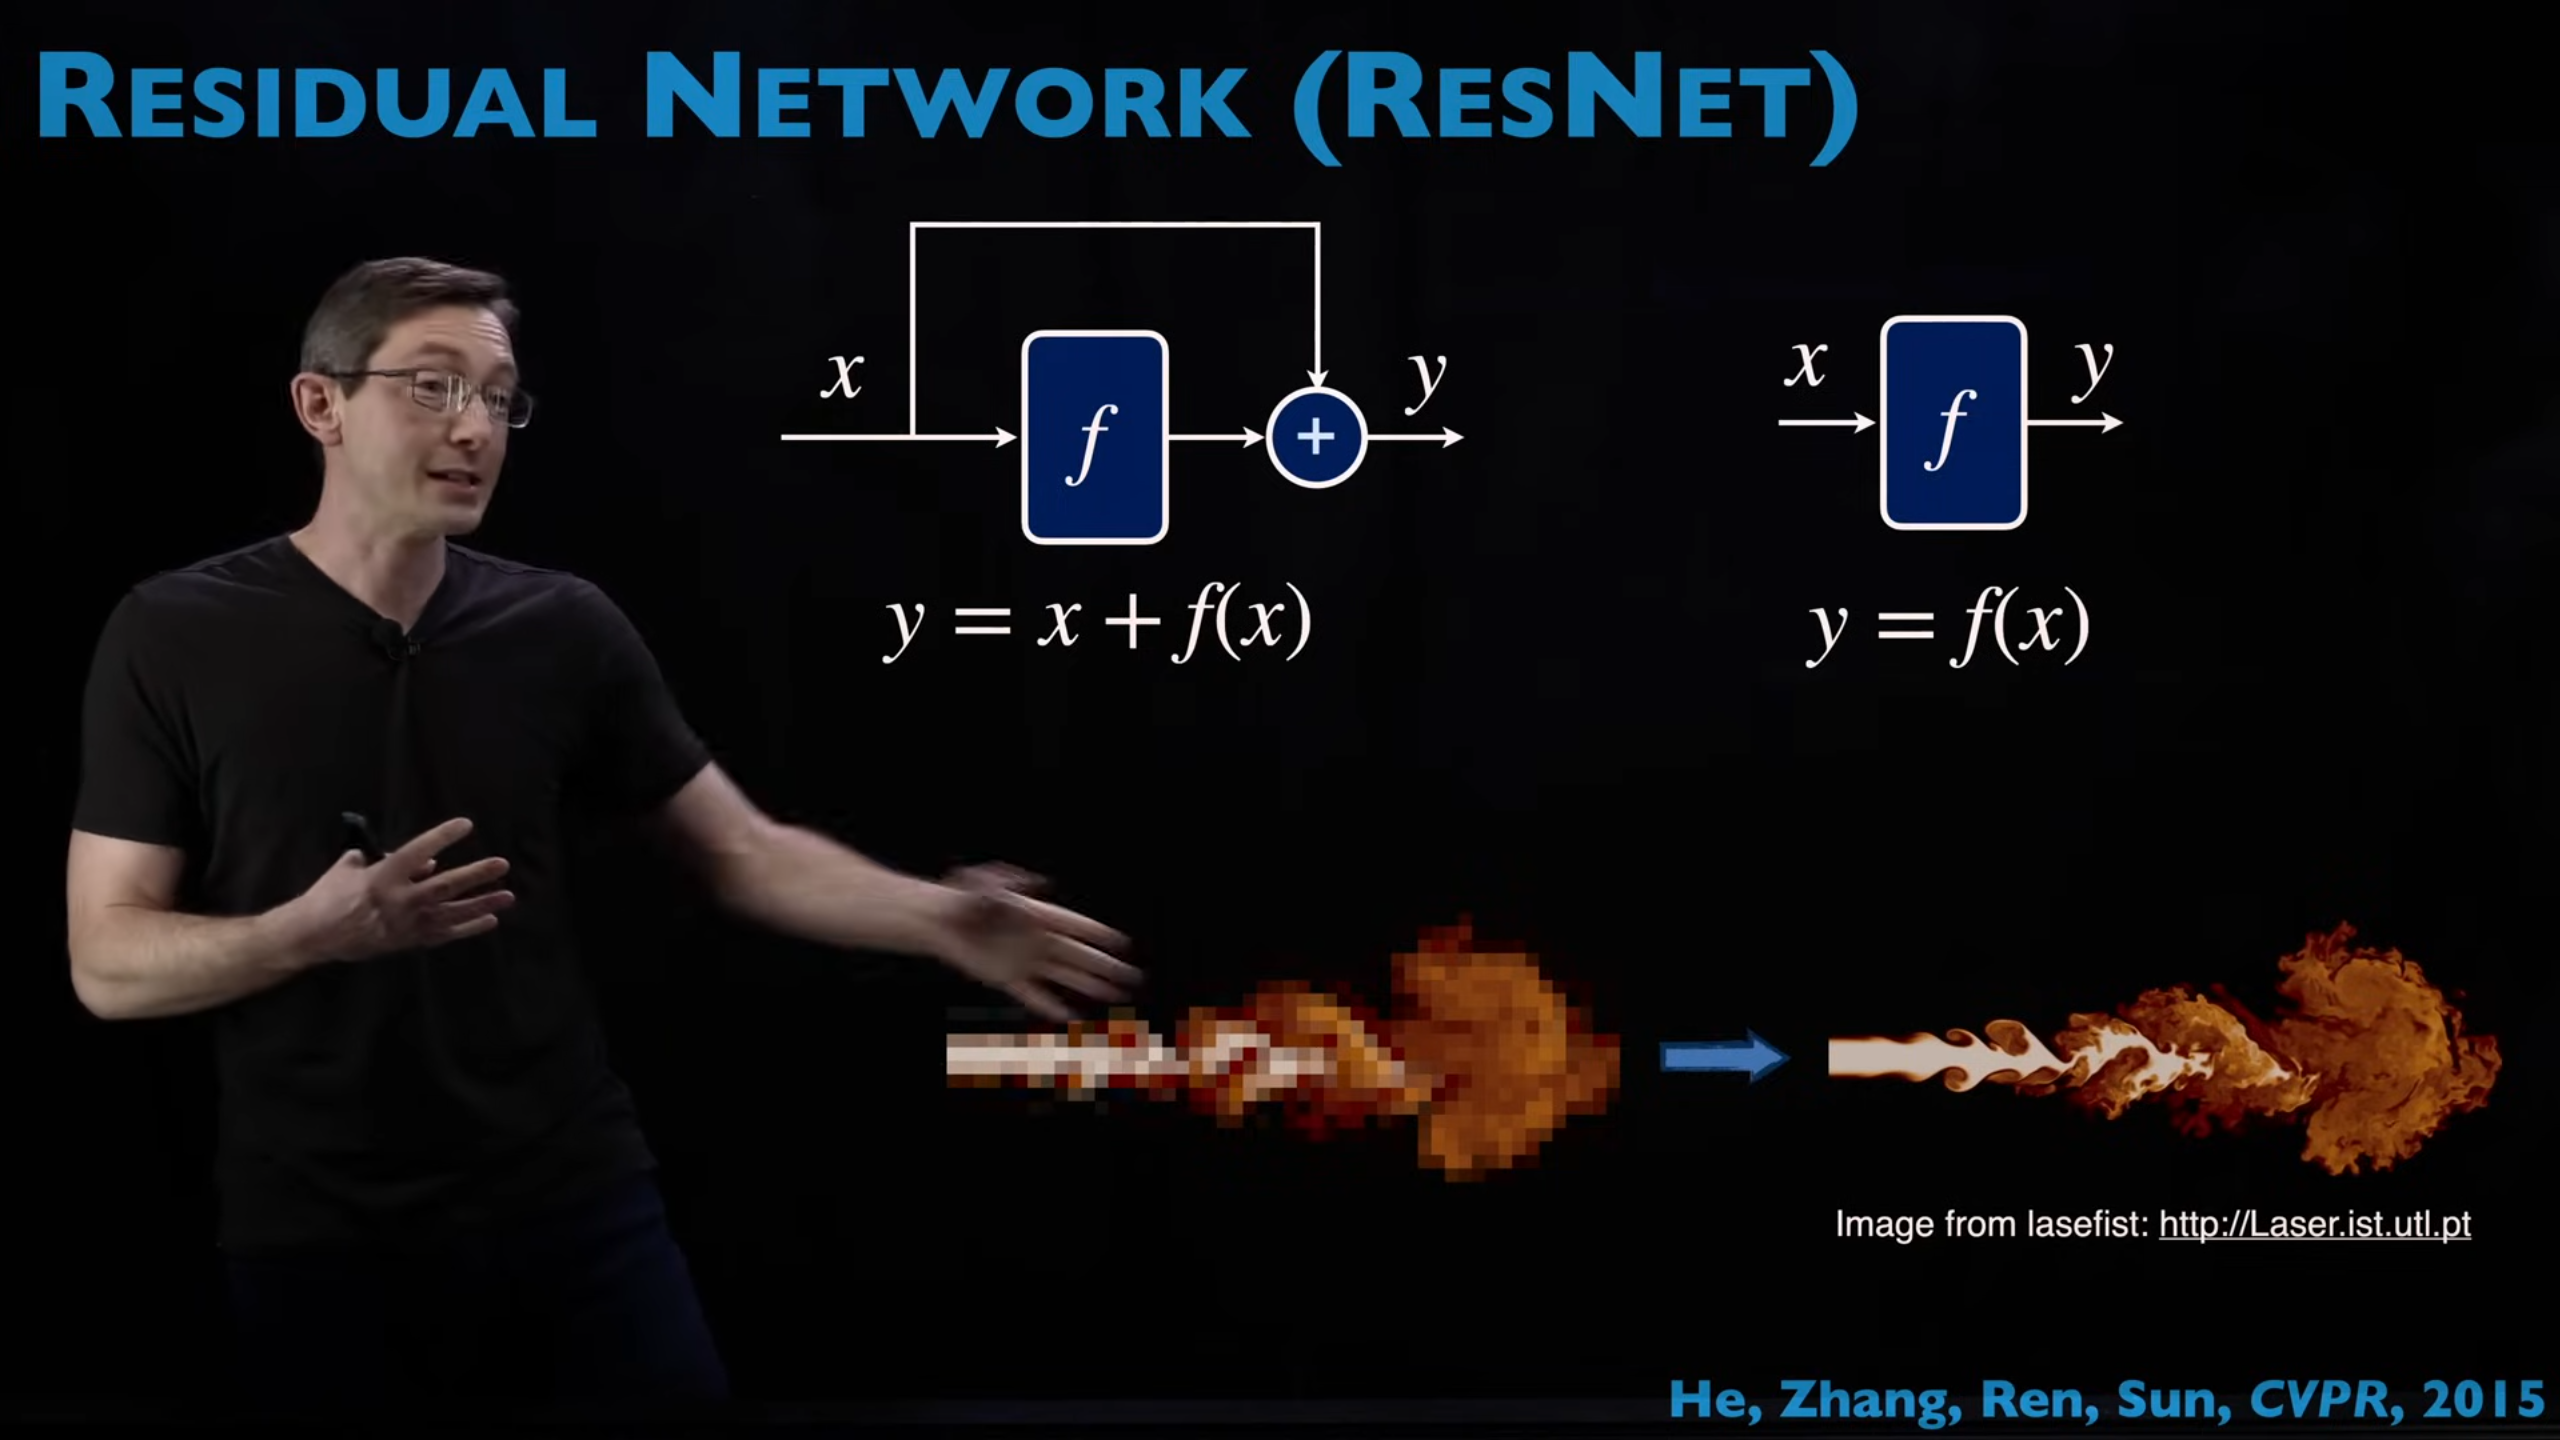 RESIDUAL NETWORK (RESNET)
x
f
+
y
y = x + f(x)
x
f
y
y = f(x)
Image from lasefist: http://Laser.ist.utl.pt
He, Zhang, Ren, Sun, CVPR, 2015